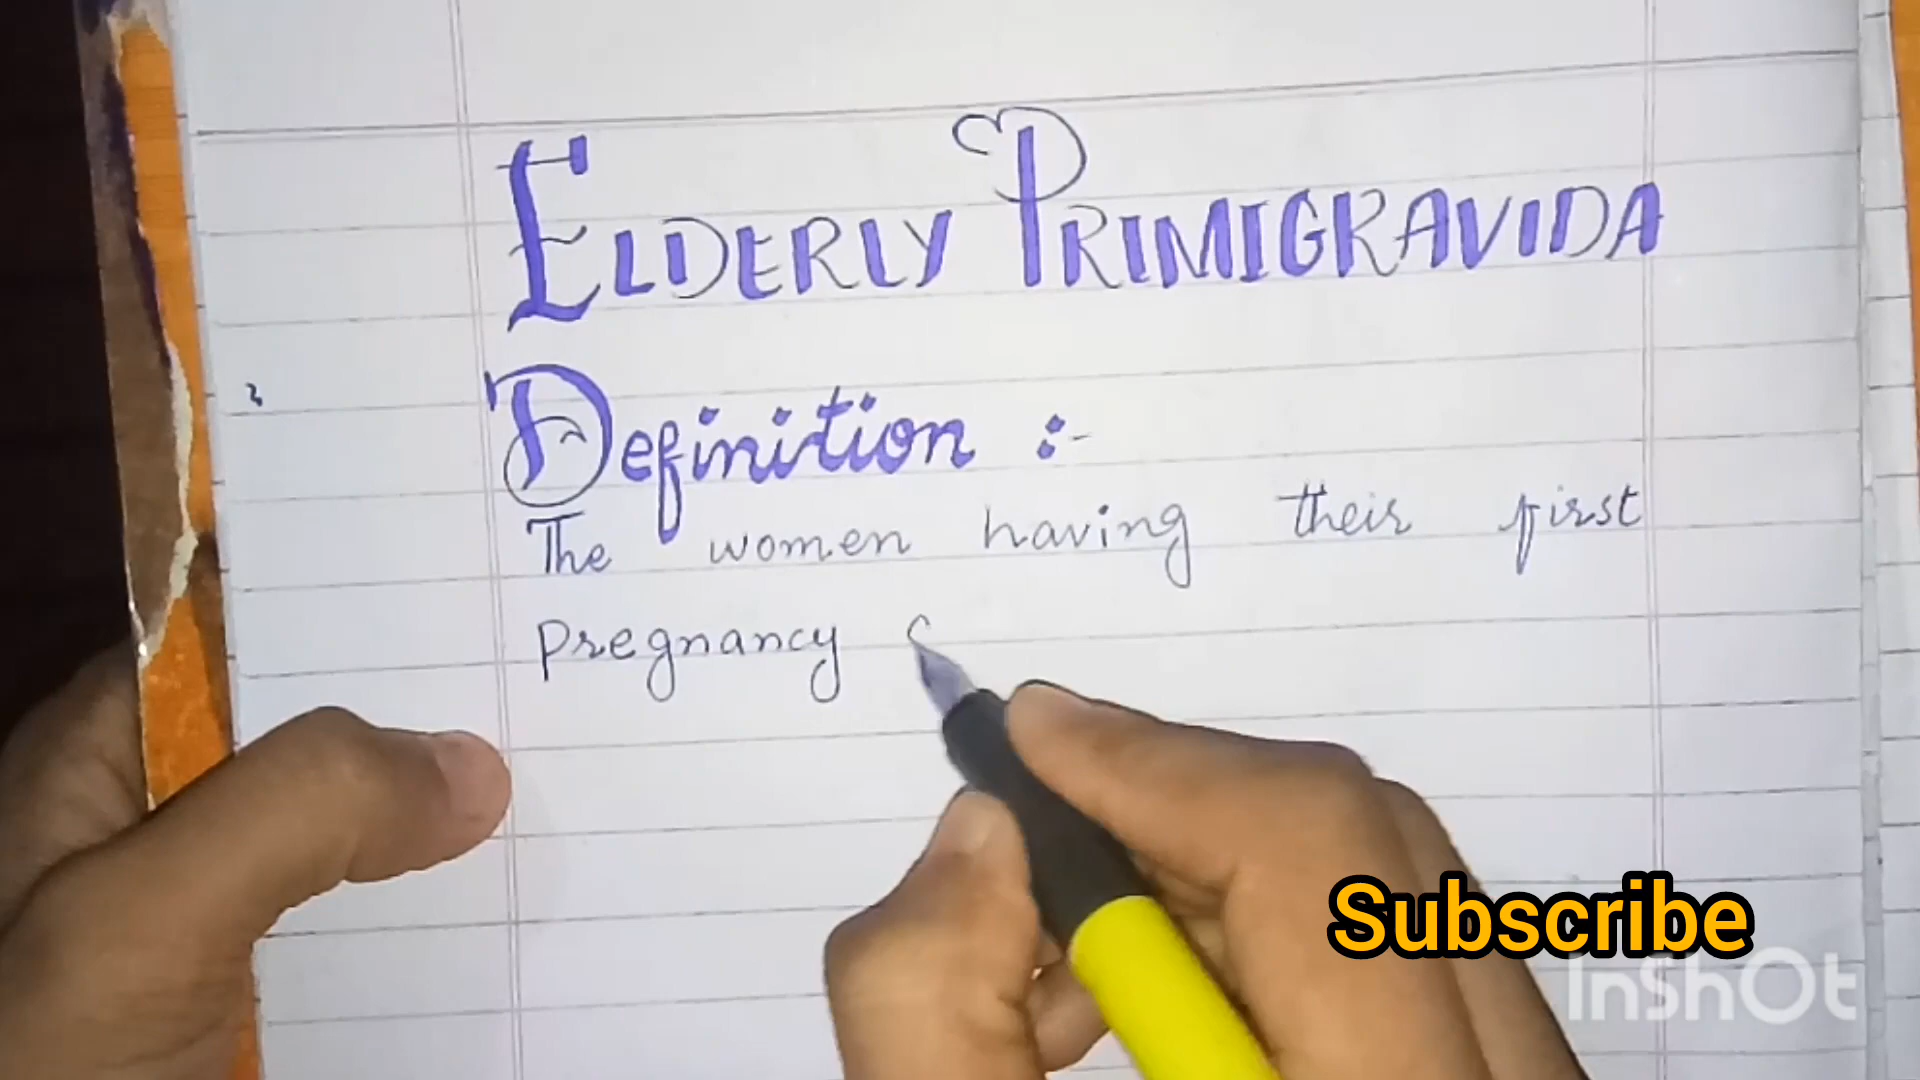 ELDERLY PRIMIGRAVIDA
Definition :-
The women having their first
pregnancy
Subscribe
InShOt